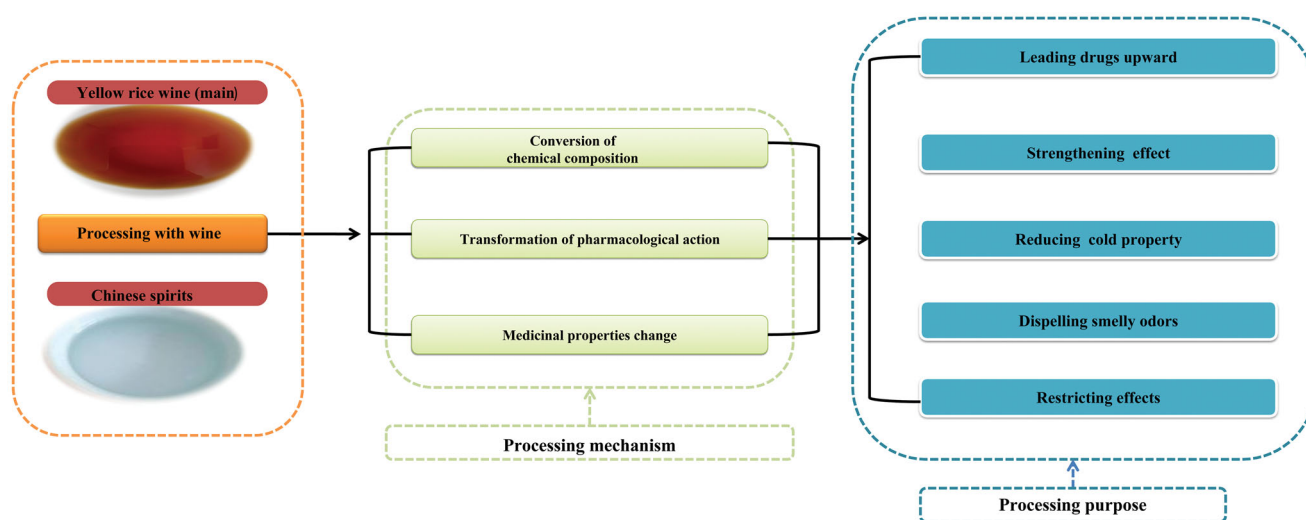 Yellow rice wine (main)
Processing with wine
Chinese spirits
Conversion of
chemical composition
Transformation of pharmacological action
Medicinal properties change
Processing mechanism
Leading drugs upward
Strengthening effect
Reducing cold property
Dispelling smelly odors
Restricting effects
Processing purpose